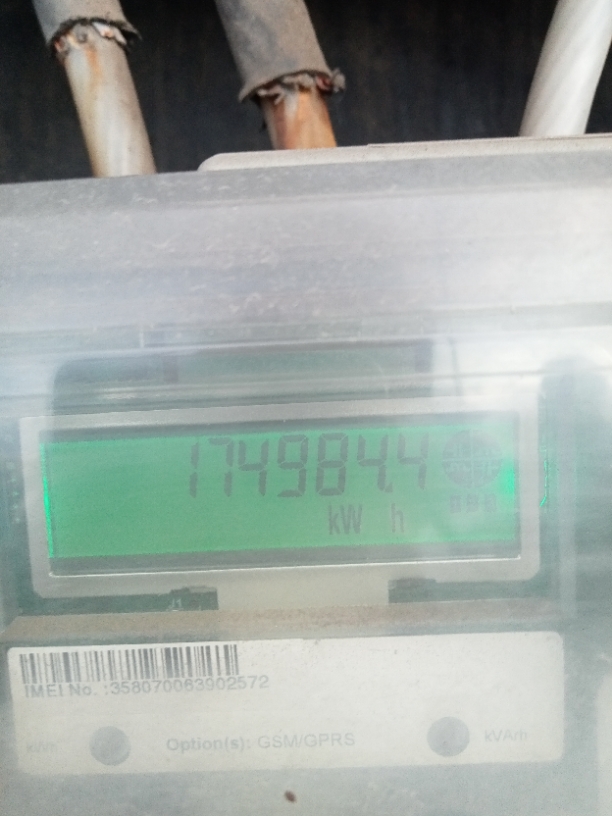 174984.4
kW h
IMEI No. :358070063902572
kWh Option(s): GSM/GPRS kVArh